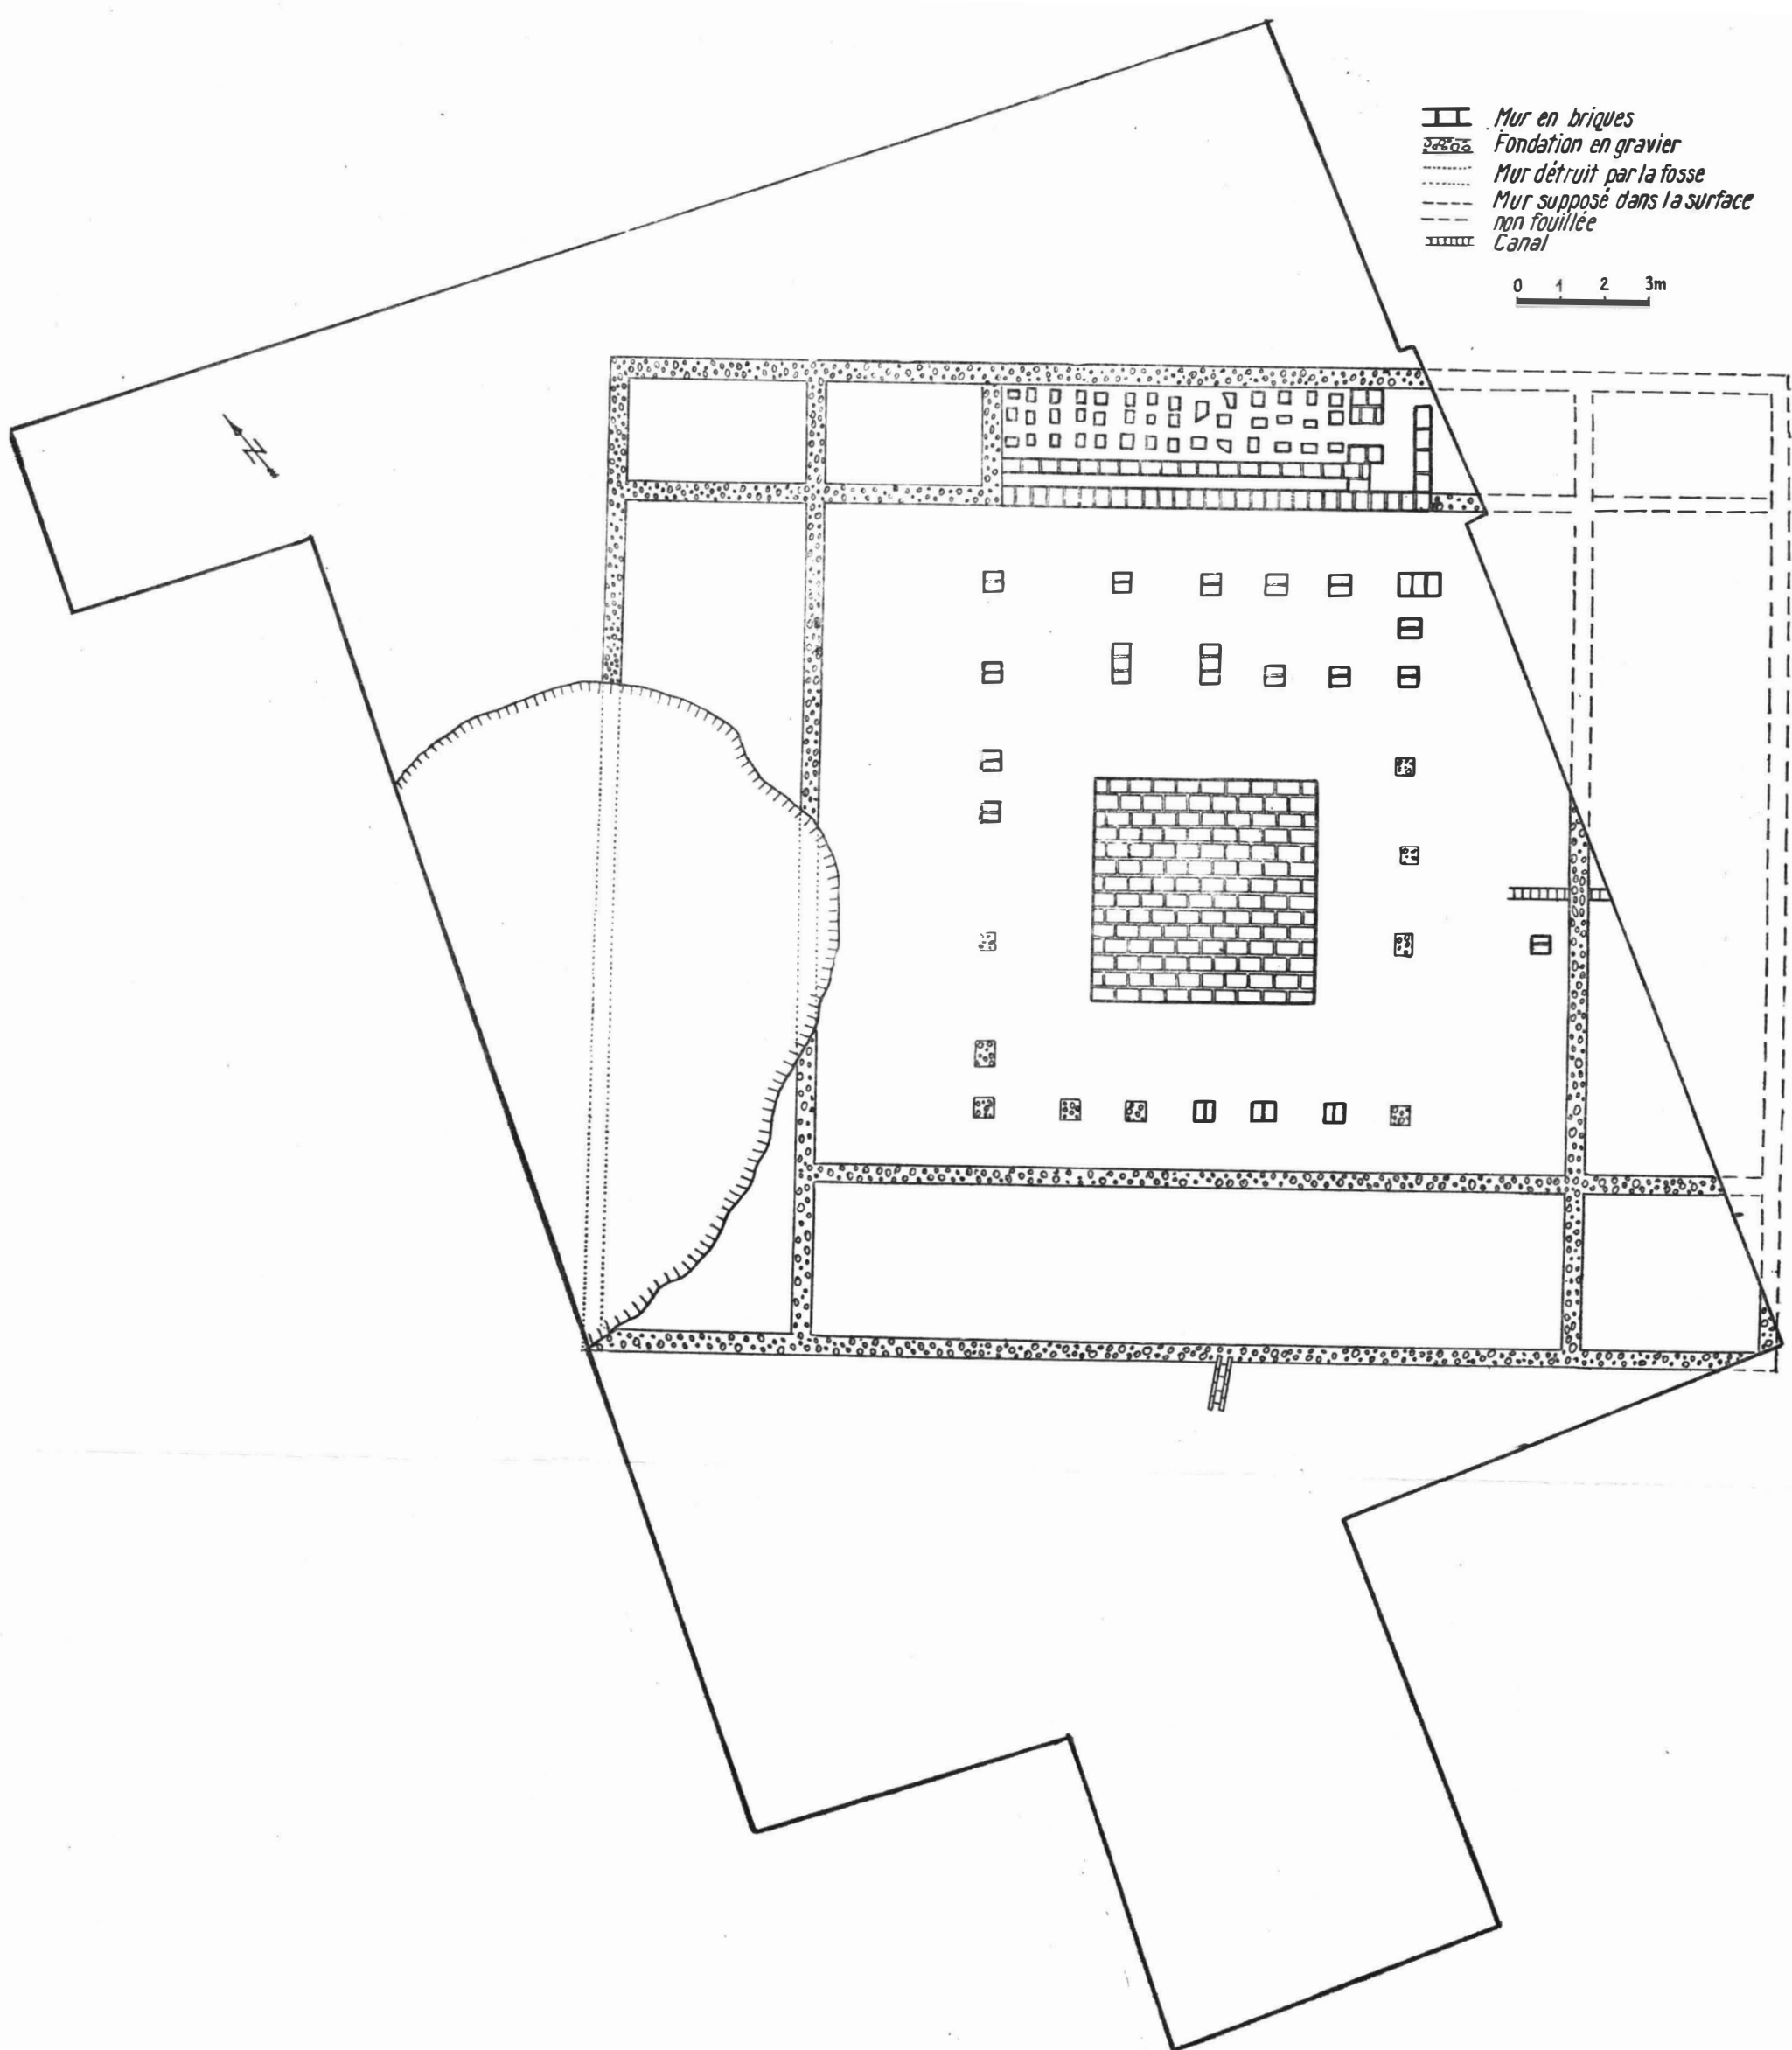 Mur en briques
Fondation en gravier
Mur détruit par la fosse
Mur supposé dans la surface
non fouillée
Canal
0 1 2 3m
N